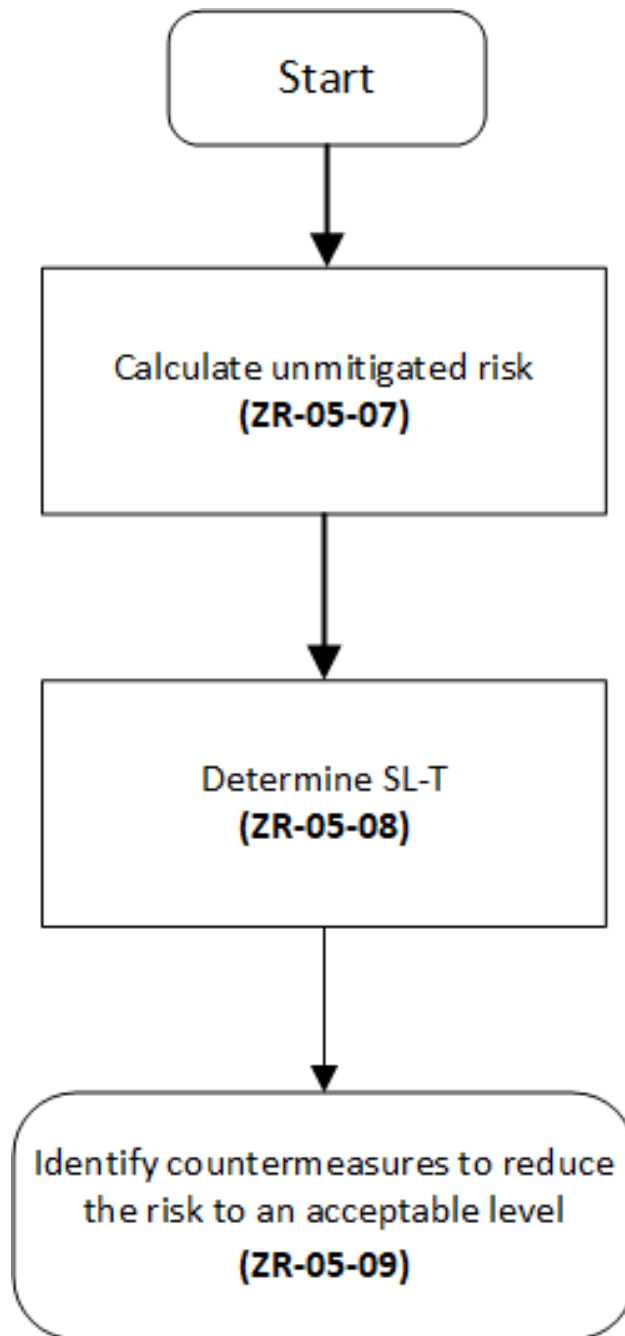 Start
Calculate unmitigated risk
(ZR-05-07)
Determine SL-T
(ZR-05-08)
Identify countermeasures to reduce
the risk to an acceptable level
(ZR-05-09)